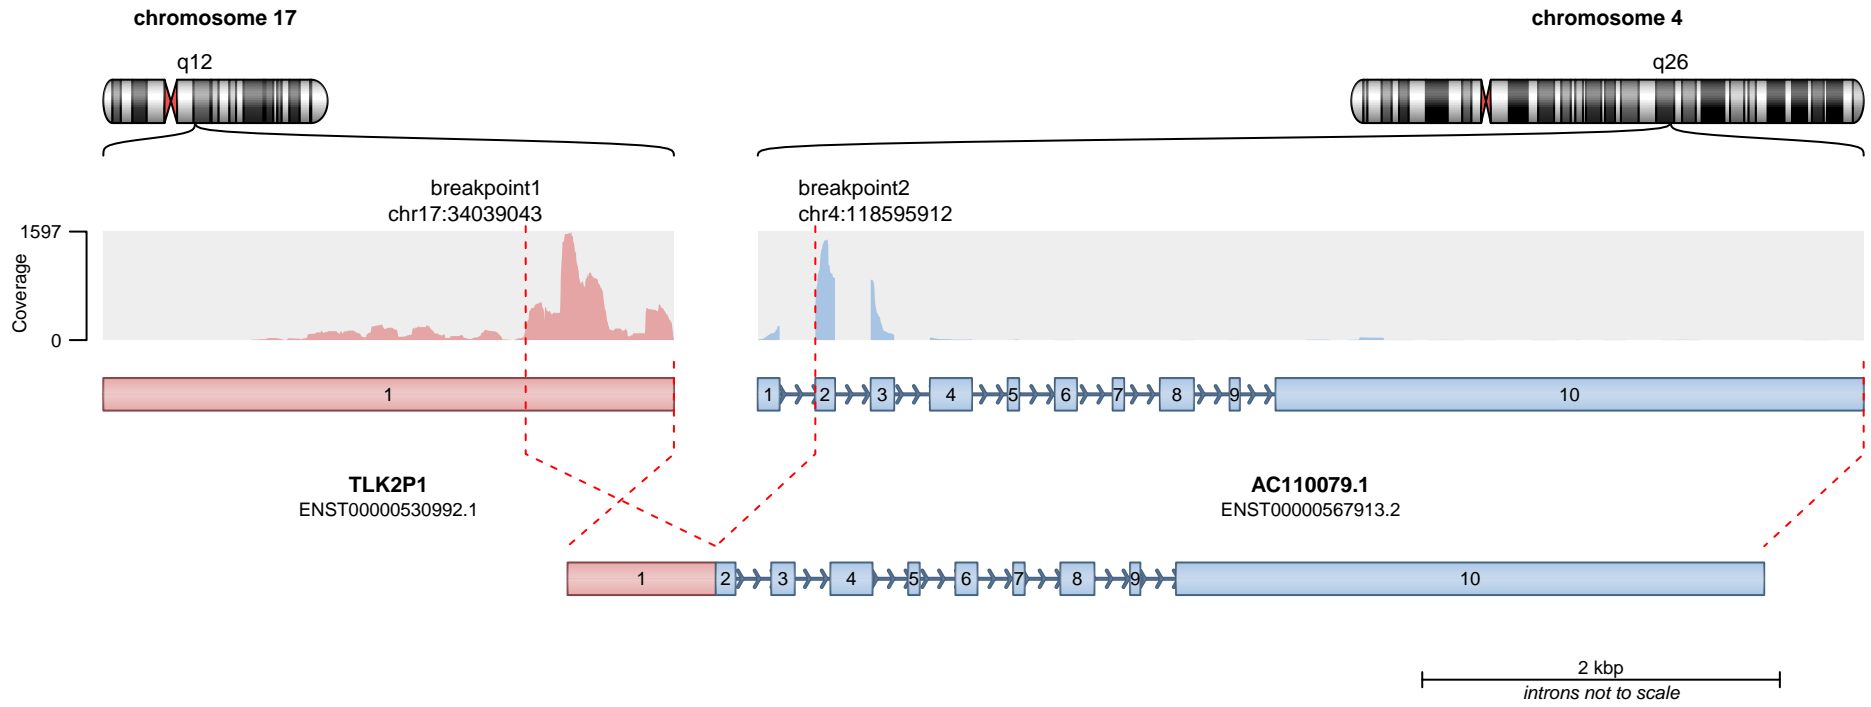 chromosome 17
chromosome 4
q12
q26
breakpoint1
chr17:34039043
breakpoint2
chr4:118595912
1597
0
Coverage
1
1 2 3 4 5 6 7 8 9 10
TLK2P1
ENST00000530992.1
AC110079.1
ENST00000567913.2
1 2 3 4 5 6 7 8 9 10
2 kbp
introns not to scale